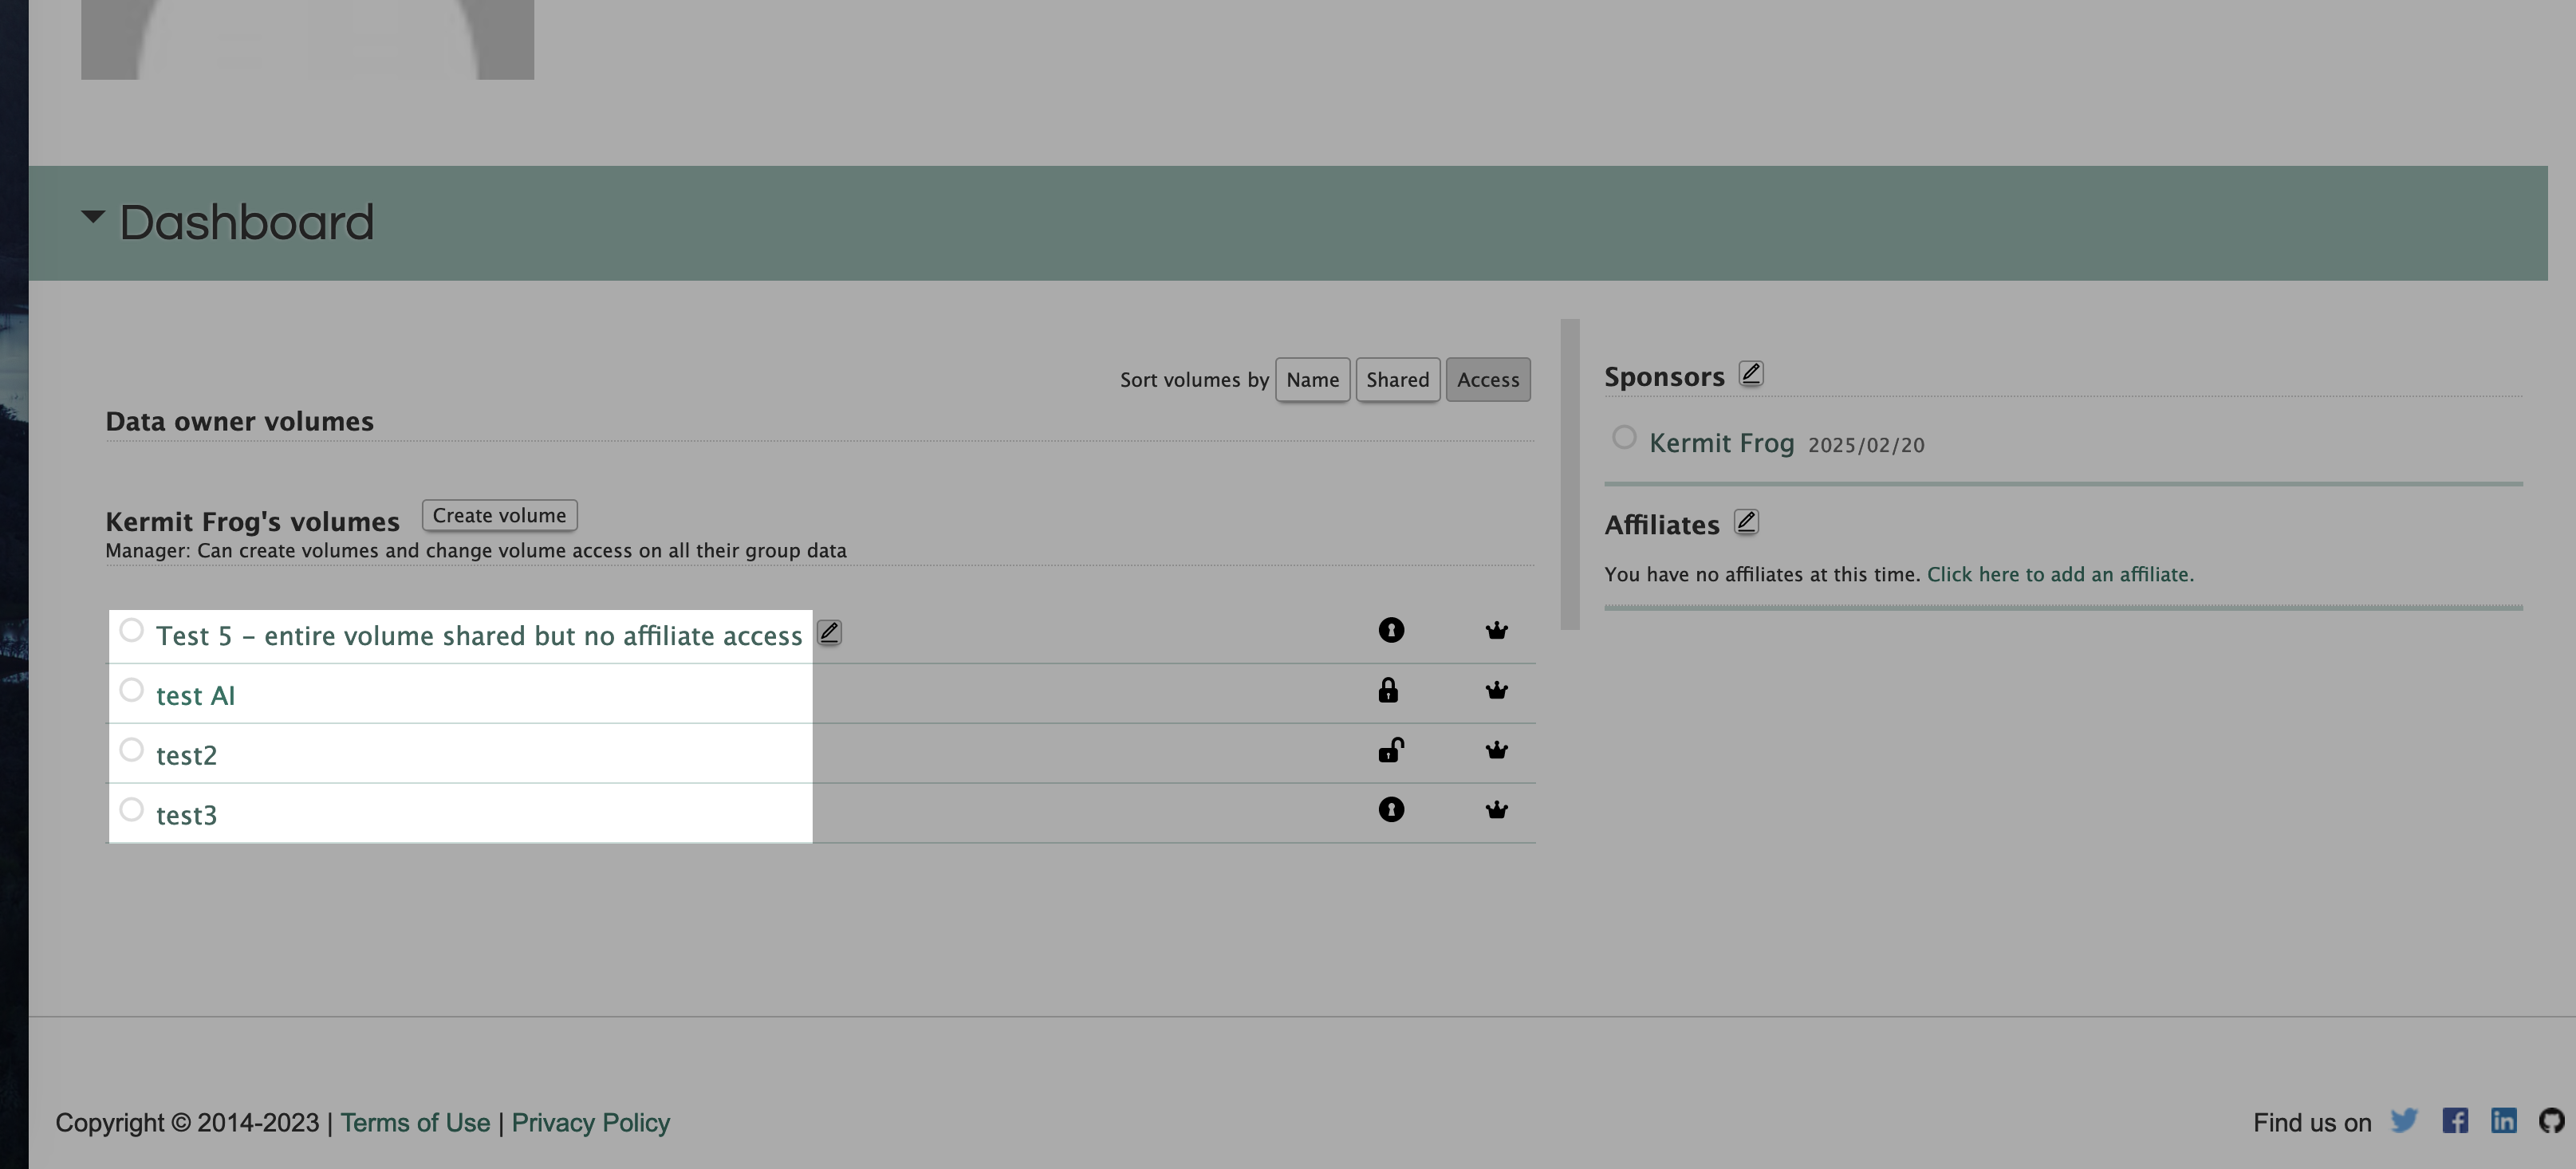 Dashboard
Sort volumes by Name Shared Access
Data owner volumes
Kermit Frog's volumes Create volume
Manager: Can create volumes and change volume access on all their group data
Test 5 – entire volume shared but no affiliate access
test AI
test2
test3
Sponsors
Kermit Frog 2025/02/20
Affiliates
You have no affiliates at this time. Click here to add an affiliate.
Copyright © 2014-2023 | Terms of Use | Privacy Policy
Find us on